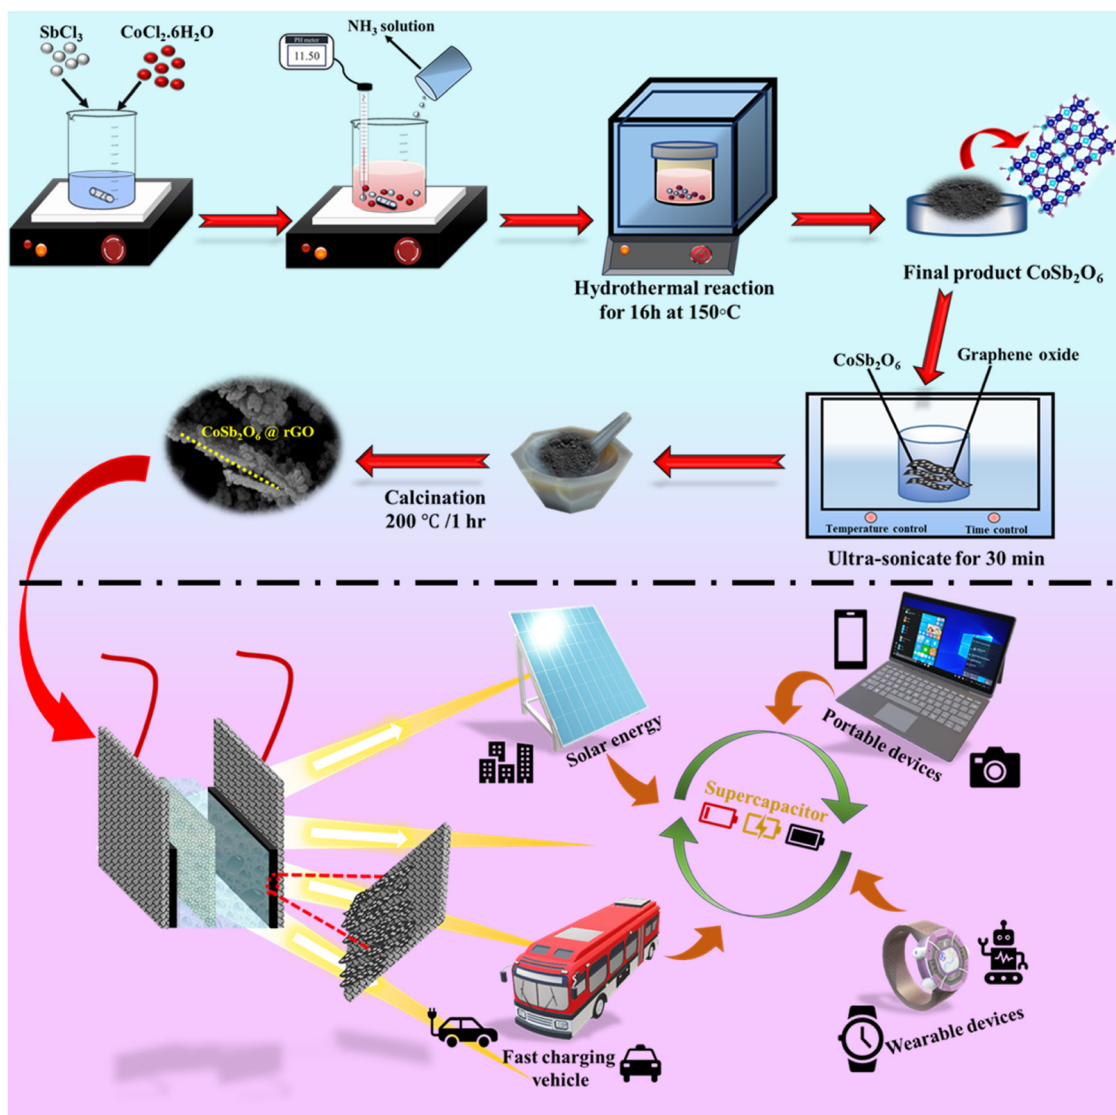 SbCl₃
CoCl₂.6H₂O
PH meter
11.50
NH₃ solution
Hydrothermal reaction
for 16h at 150◦C
Final product CoSb₂O₆
CoSb₂O₆
Graphene oxide
Temperature control
Time control
Ultra-sonicate for 30 min
Calcination
200 ℃ /1 hr
CoSb₂O₆ @ rGO
Solar energy
Portable devices
Supercapacitor
Fast charging
vehicle
Wearable devices